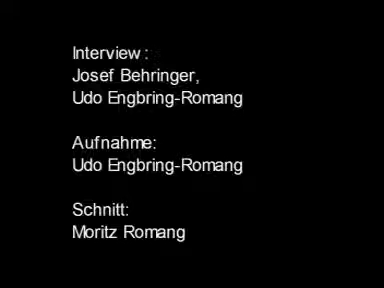 Interview:
Josef Behringer,
Udo Engbring-Romang
Aufnahme:
Udo Engbring-Romang
Schnitt:
Moritz Romang